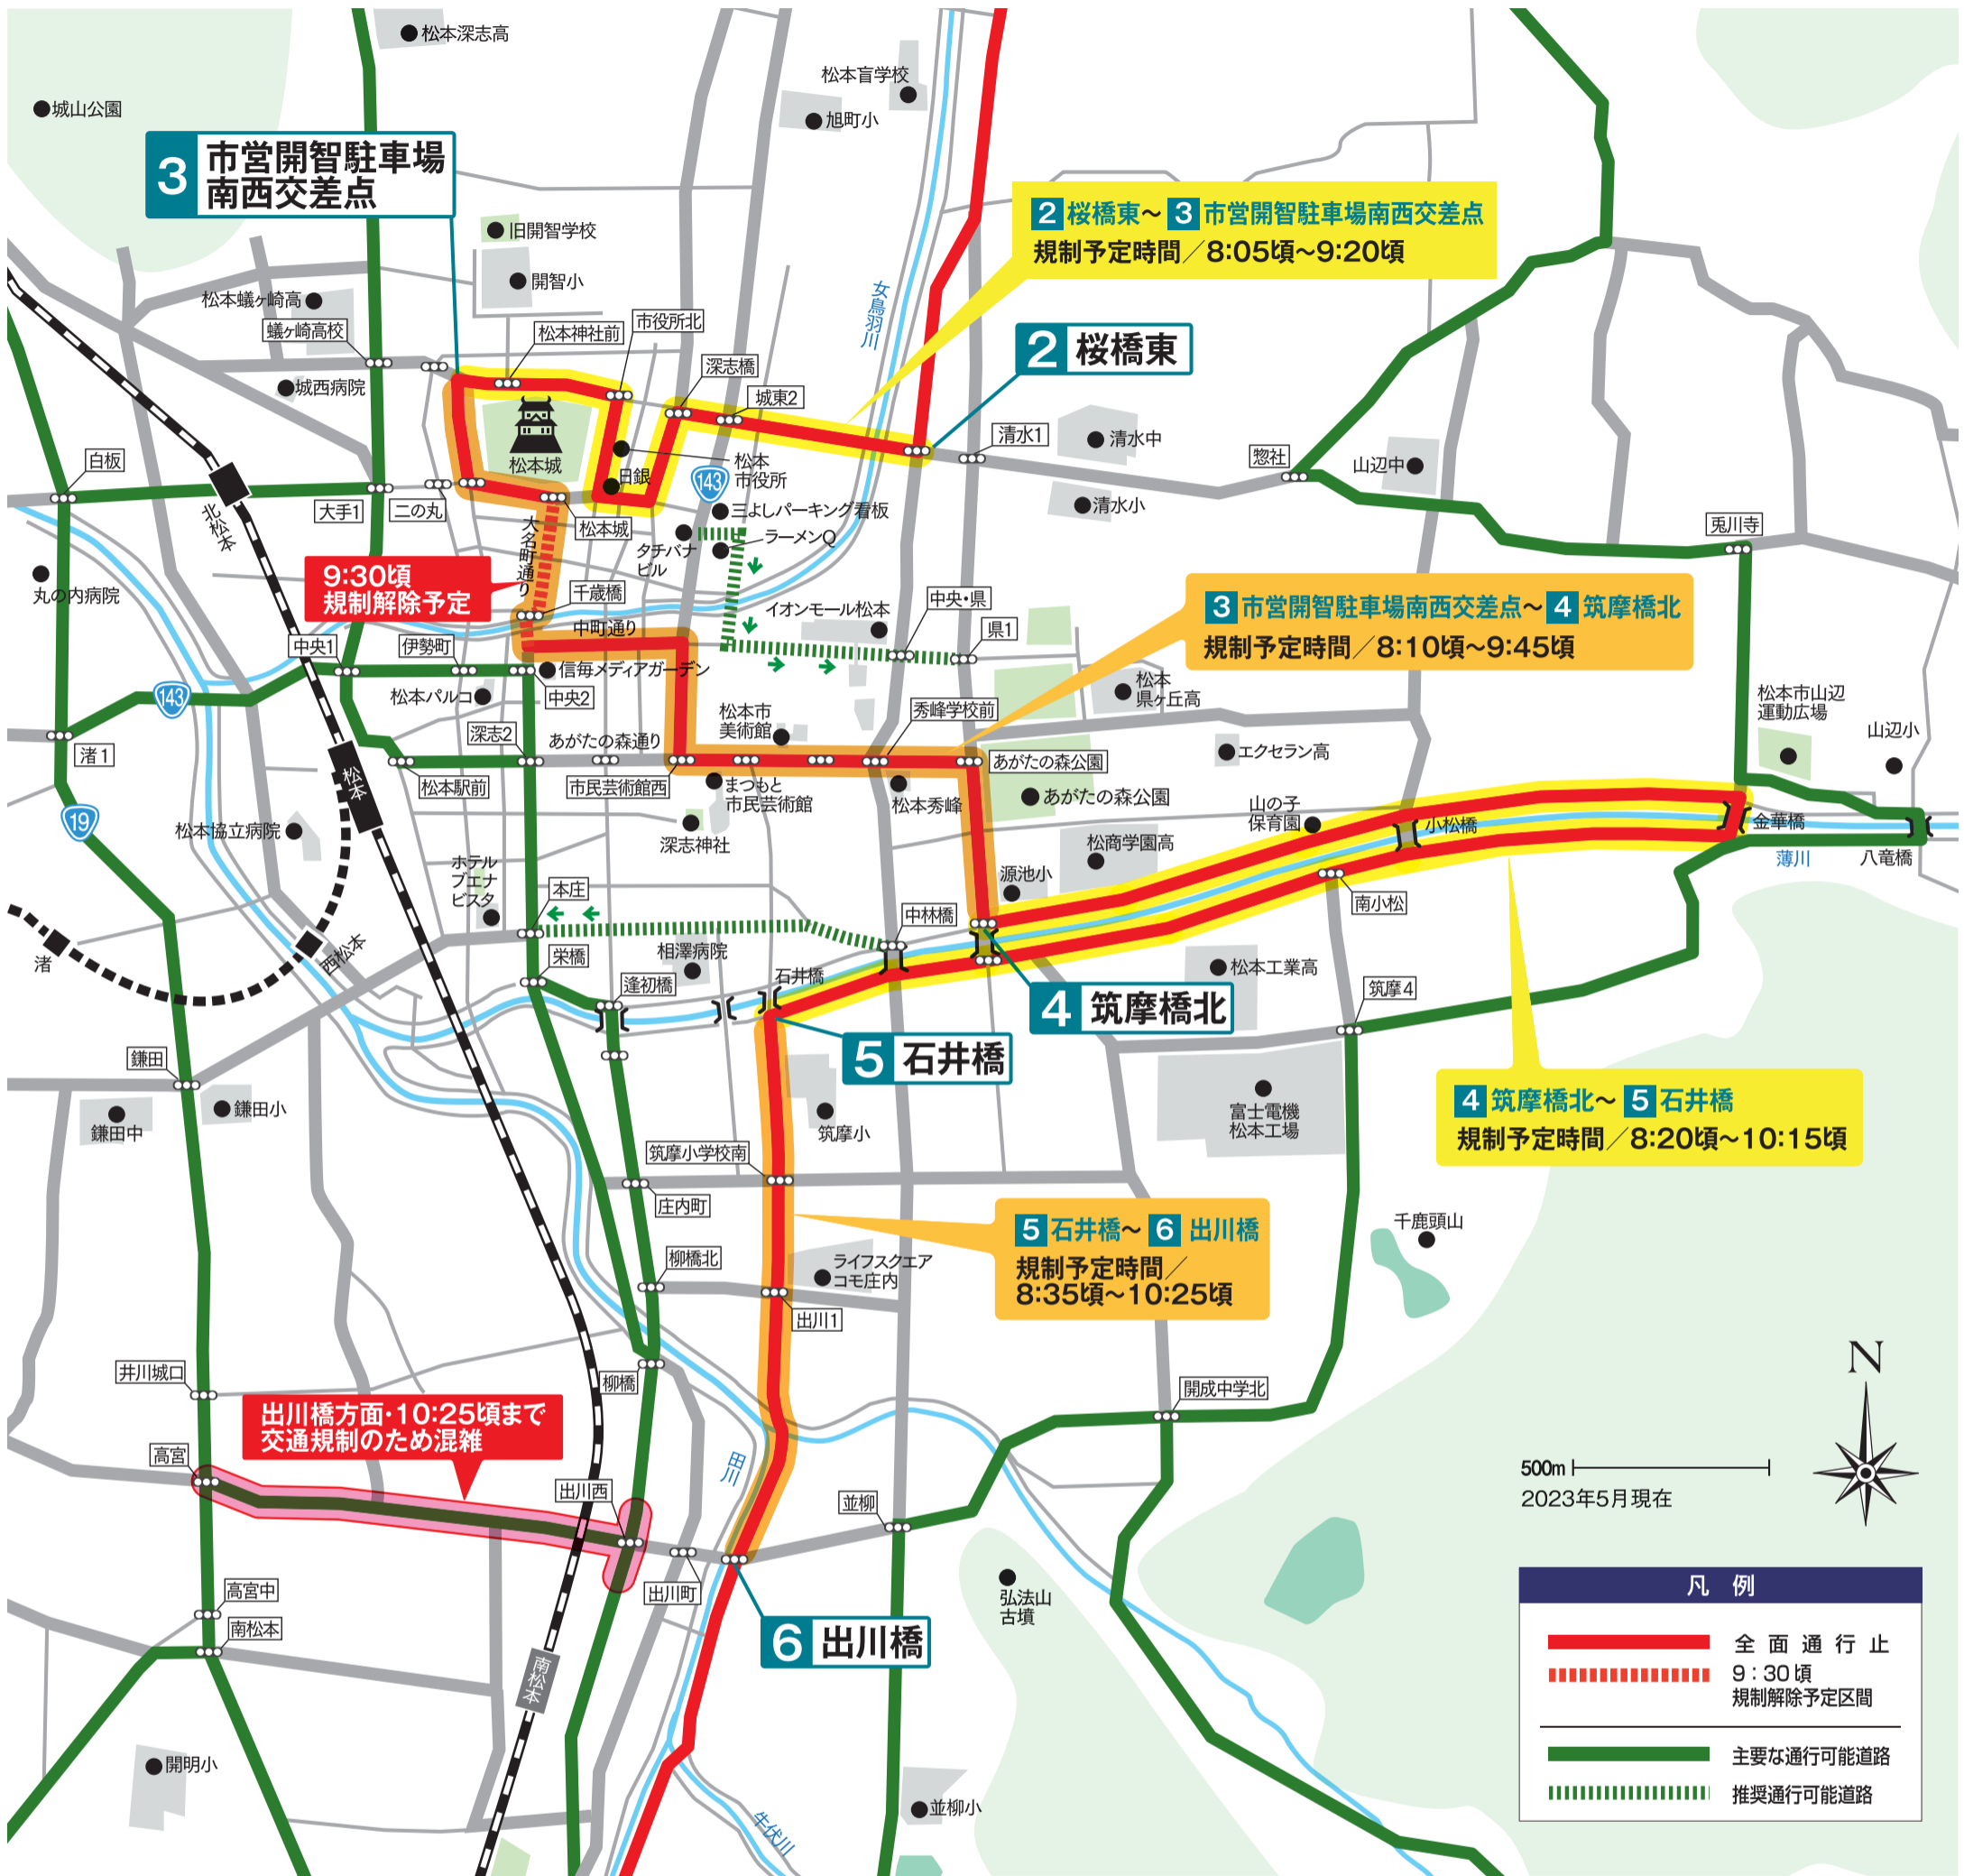 松本深志高
城山公園
松本盲学校
旭町小
3 市営開智駐車場
南西交差点
2 桜橋東～ 3 市営開智駐車場南西交差点
規制予定時間／8:05頃～9:20頃
旧開智学校
開智小
女鳥羽川
松本蟻ヶ崎高
蟻ヶ崎高校
松本神社前
市役所北
深志橋
2 桜橋東
城西病院
城東2
清水1
清水中
惣社
山辺中
白板
松本城
日銀
松本
市役所
143
北松本
大手1
二の丸
大名町通り
松本城
三よしパーキング看板
清水小
兎川寺
タチバナ
ビル
ラーメンQ
9:30頃
規制解除予定
丸の内病院
千歳橋
中町通り
イオンモール松本
中央・県
県1
3 市営開智駐車場南西交差点～ 4 筑摩橋北
規制予定時間／8:10頃～9:45頃
中央1
伊勢町
信毎メディアガーデン
143
松本パルコ
中央2
松本
県ケ丘高
松本市山辺
運動広場
渚1
深志2
あがたの森通り
松本市
美術館
秀峰学校前
エクセラン高
山辺小
松本
松本駅前
市民芸術館西
まつもと
市民芸術館
松本秀峰
あがたの森公園
あがたの森公園
19
松本協立病院
深志神社
山の子
保育園
小松橋
金華橋
松商学園高
薄川
八竜橋
ホテル
ブエナ
ビスタ
本庄
源池小
南小松
中林橋
渚
西松本
栄橋
相澤病院
石井橋
松本工業高
逢初橋
4 筑摩橋北
筑摩4
5 石井橋
鎌田
鎌田小
鎌田中
筑摩小
富士電機
松本工場
4 筑摩橋北～ 5 石井橋
規制予定時間／8:20頃～10:15頃
筑摩小学校南
庄内町
5 石井橋～ 6 出川橋
規制予定時間／
8:35頃～10:25頃
千鹿頭山
柳橋北
ライフスクエア
コモ庄内
出川1
井川城口
柳橋
開成中学北
N
出川橋方面・10:25頃まで
交通規制のため混雑
高宮
田川
出川西
並柳
500m
2023年5月現在
出川町
弘法山
古墳
高宮中
南松本
6 出川橋
南松本
凡 例
全面通行止
9：30頃
規制解除予定区間
主要な通行可能道路
推奨通行可能道路
開明小
牛伏川
並柳小